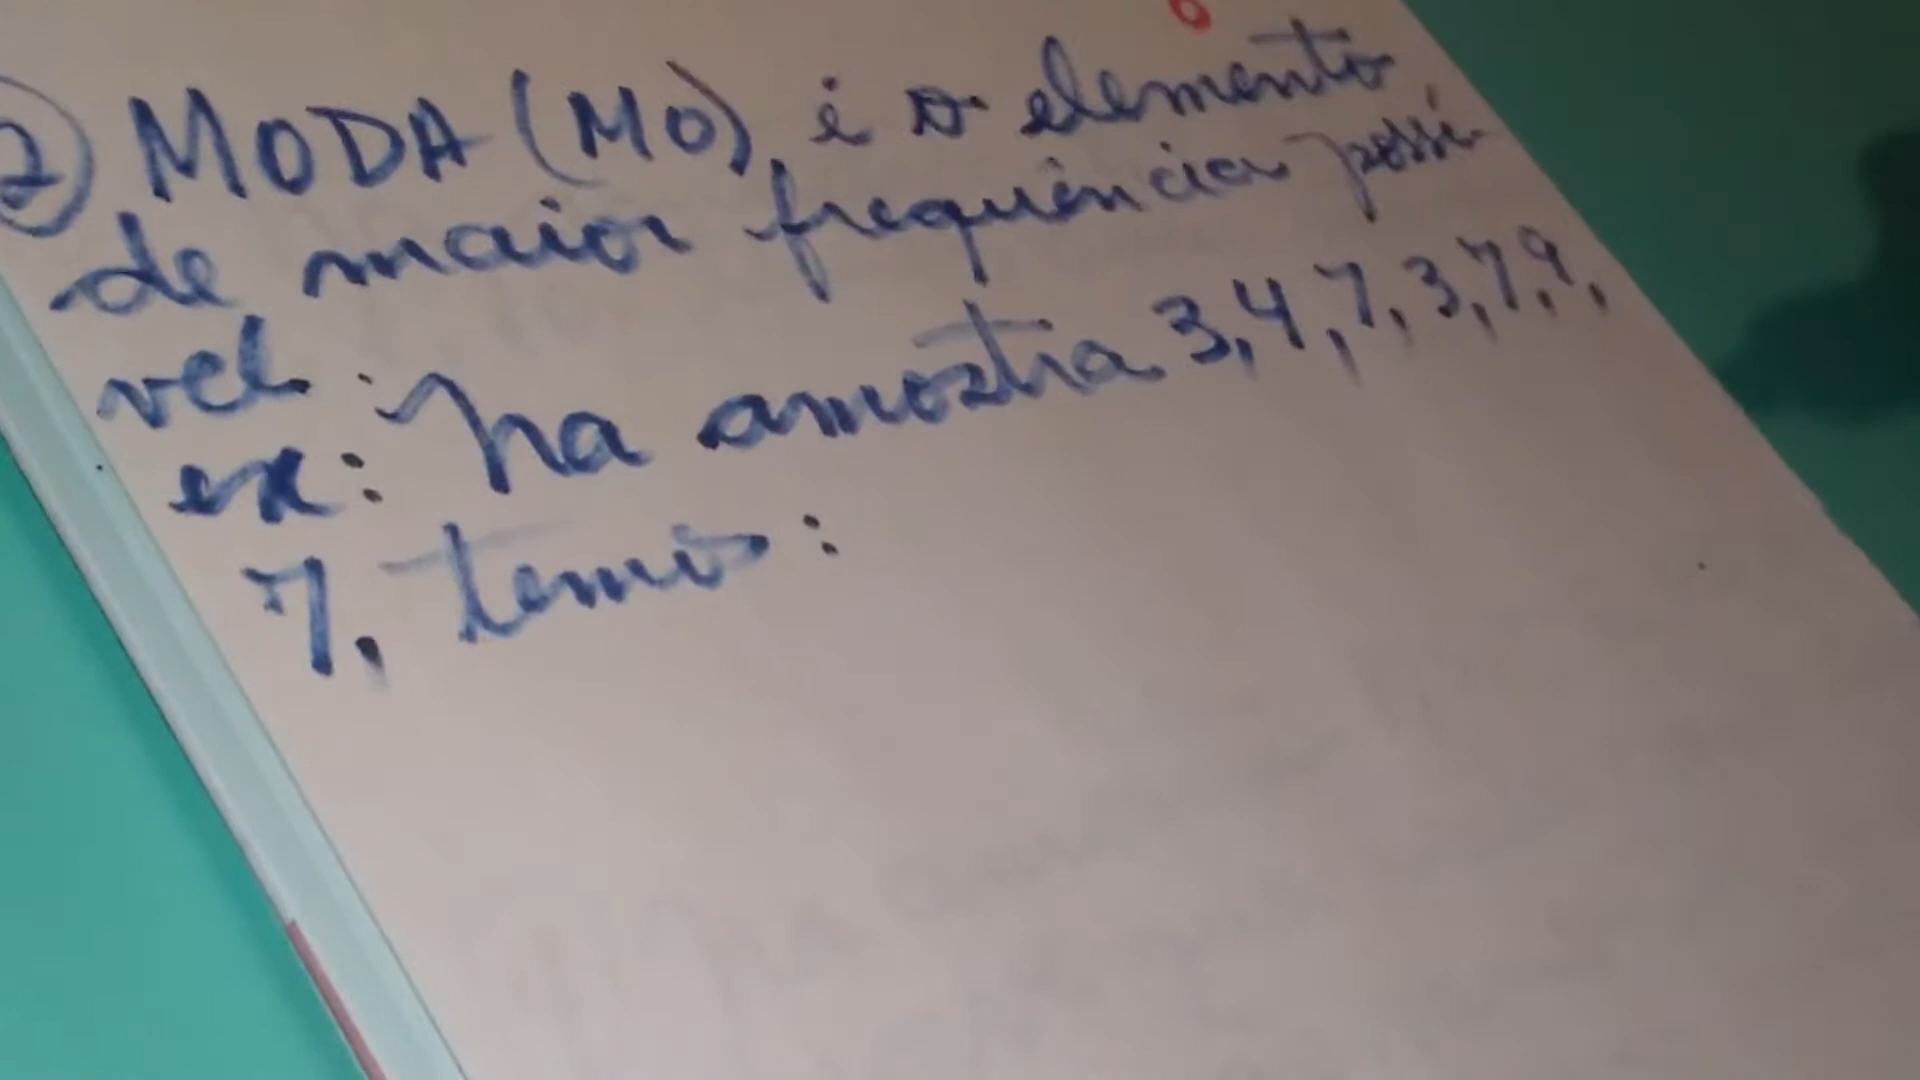 2) MODA (MO), é o elemento
de maior frequência possí-
vel.
ex: na amostra 3,4,7,3,7,9,
7, temos: